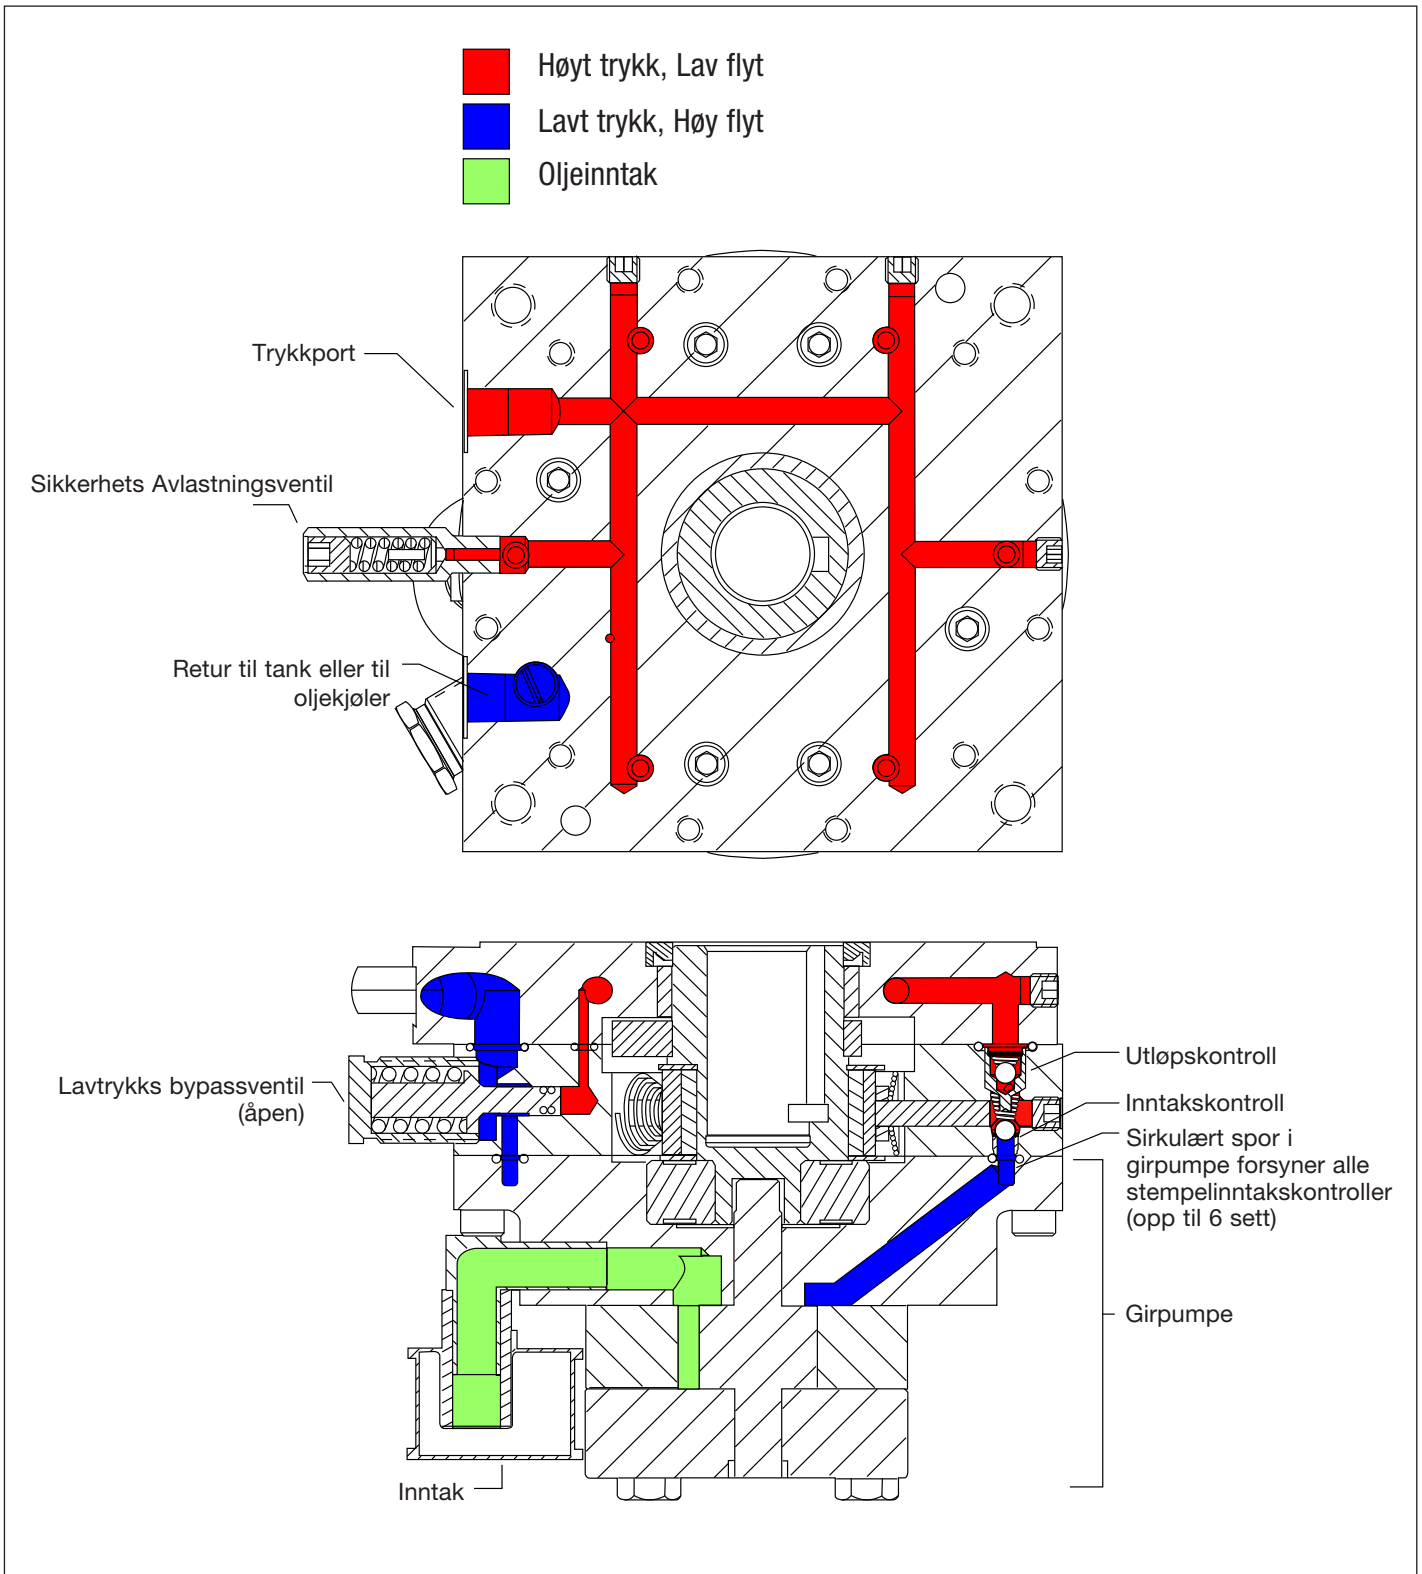 Høyt trykk, Lav flyt
Lavt trykk, Høy flyt
Oljeinntak
Trykkport
Sikkerhets Avlastningsventil
Retur til tank eller til
oljekjøler
Lavtrykks bypassventil
(åpen)
Utløpskontroll
Inntakskontroll
Sirkulært spor i
girpumpe forsyner alle
stempelinntakskontroller
(opp til 6 sett)
Girpumpe
Inntak